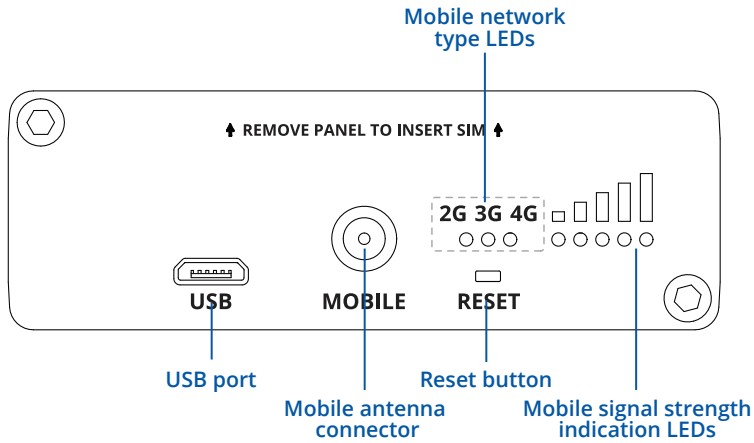 Mobile network
type LEDs
REMOVE PANEL TO INSERT SIM
2G 3G 4G
USB
MOBILE
RESET
USB port
Reset button
Mobile antenna
connector
Mobile signal strength
indication LEDs